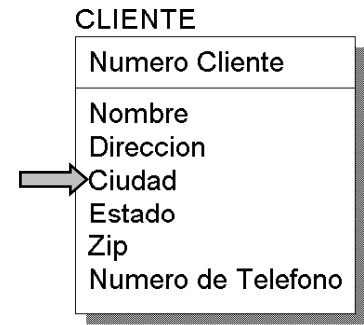 CLIENTE
Numero Cliente
Nombre
Direccion
Ciudad
Estado
Zip
Numero de Telefono